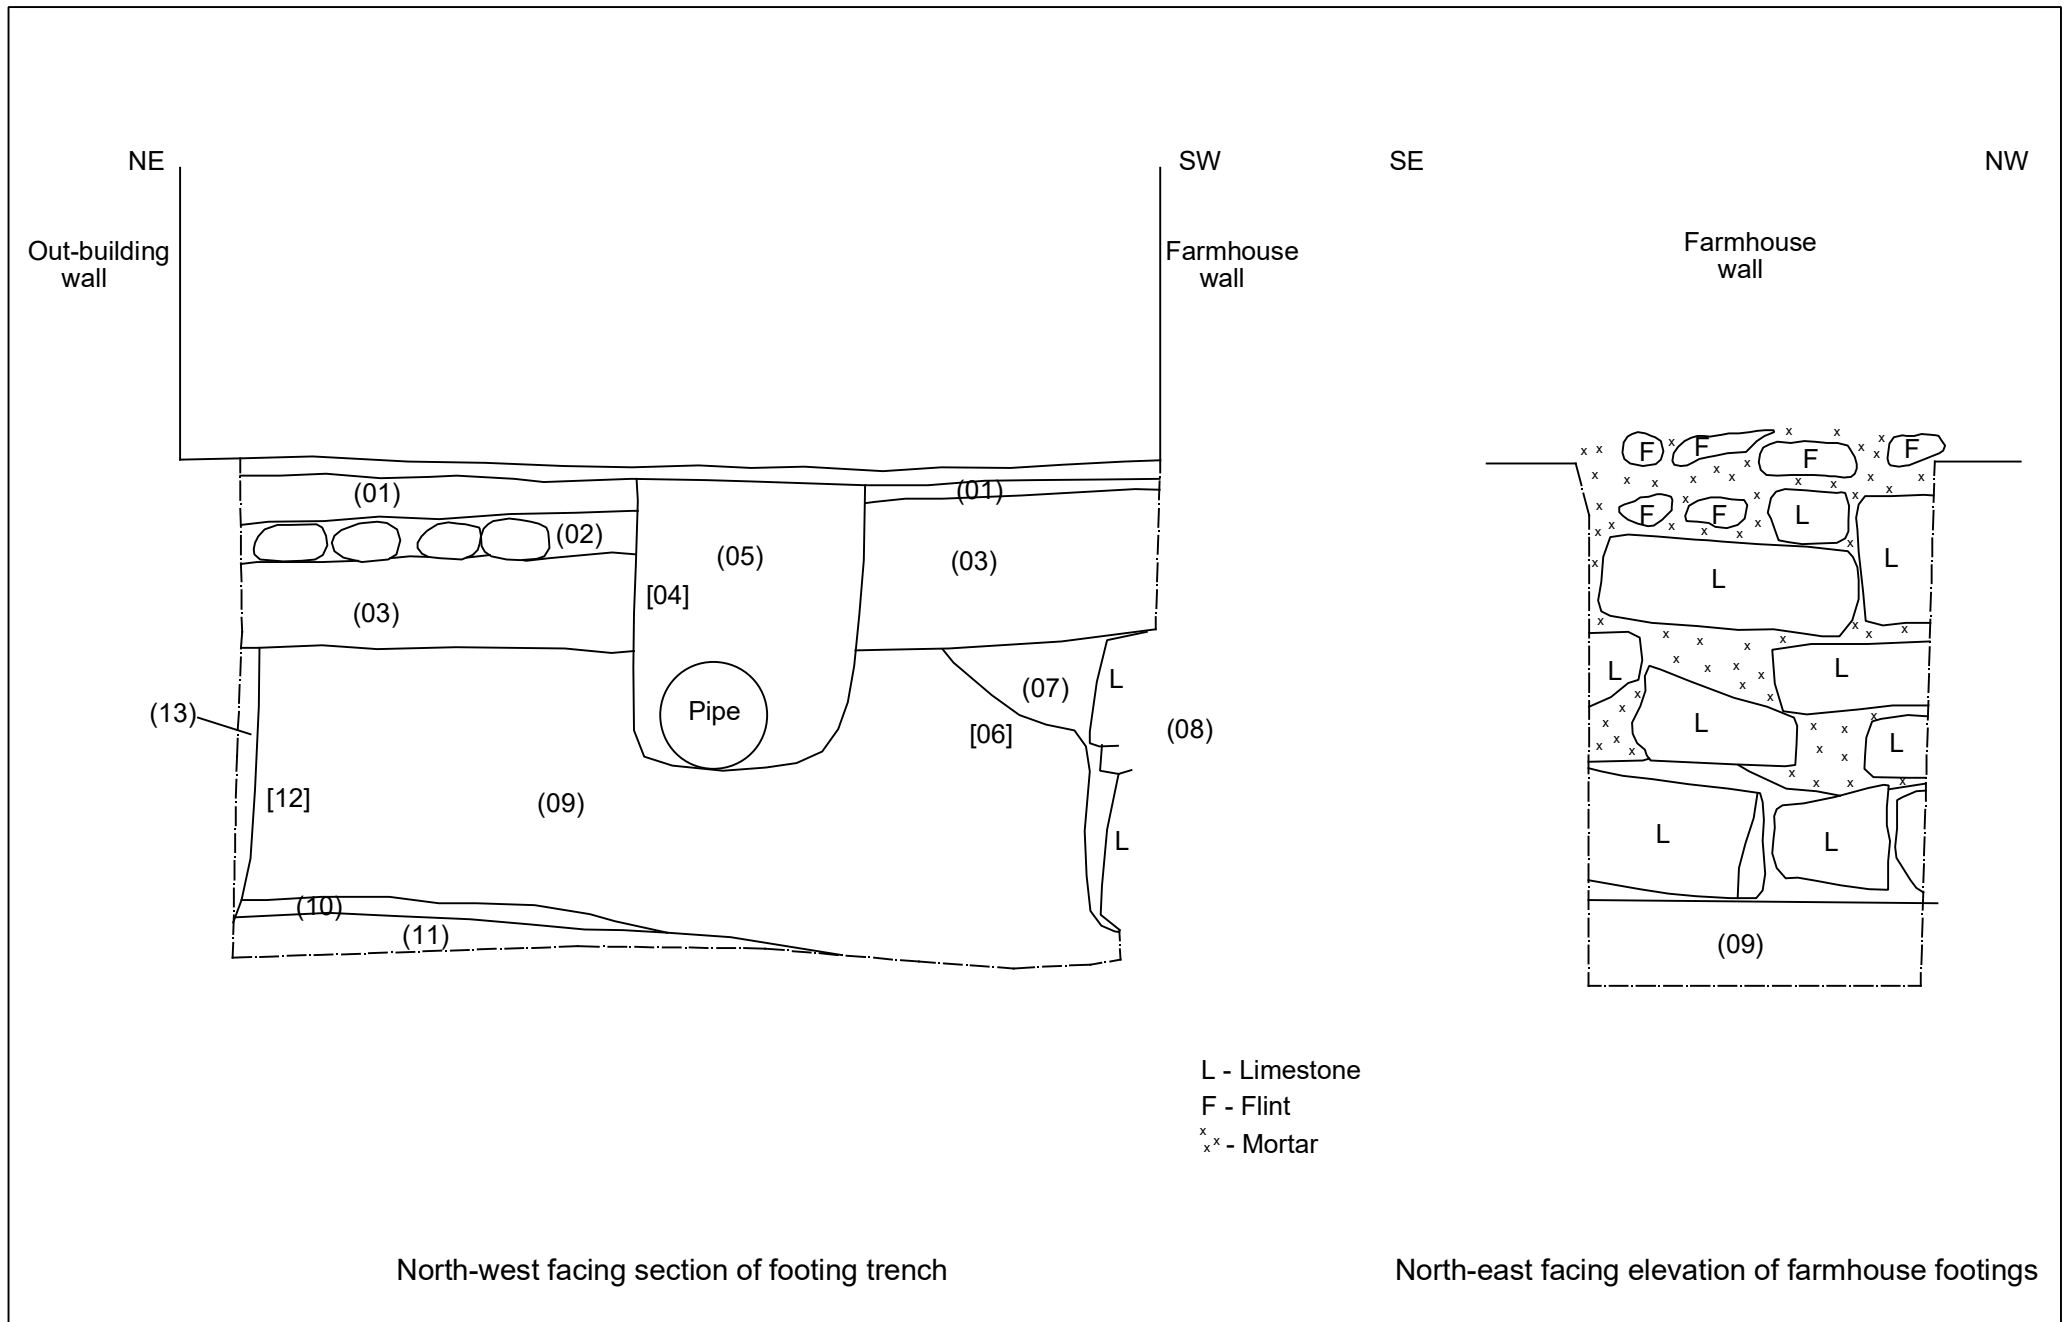 NE
SW
SE
NW
Out-building
wall
Farmhouse
wall
Farmhouse
wall
(01)
(01)
(02)
(03)
(03)
[04]
(05)
Pipe
[06]
(07)
L
(08)
L
(09)
(10)
(11)
[12]
(13)
F
F
F
F
F
F
L
L
L
L
L
L
L
L
L
(09)
L - Limestone
F - Flint
x x x - Mortar
North-west facing section of footing trench
North-east facing elevation of farmhouse footings